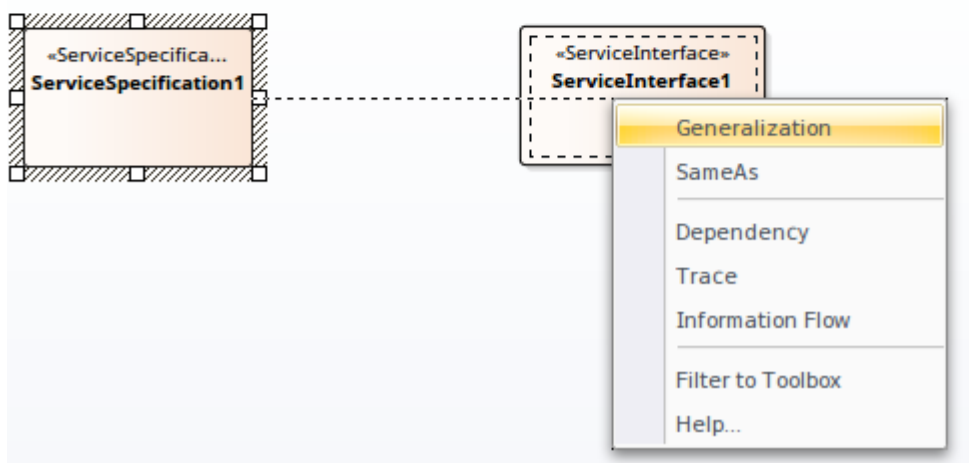 «ServiceSpecifica...
ServiceSpecification1
«ServiceInterface»
ServiceInterface1
Generalization
SameAs
Dependency
Trace
Information Flow
Filter to Toolbox
Help...